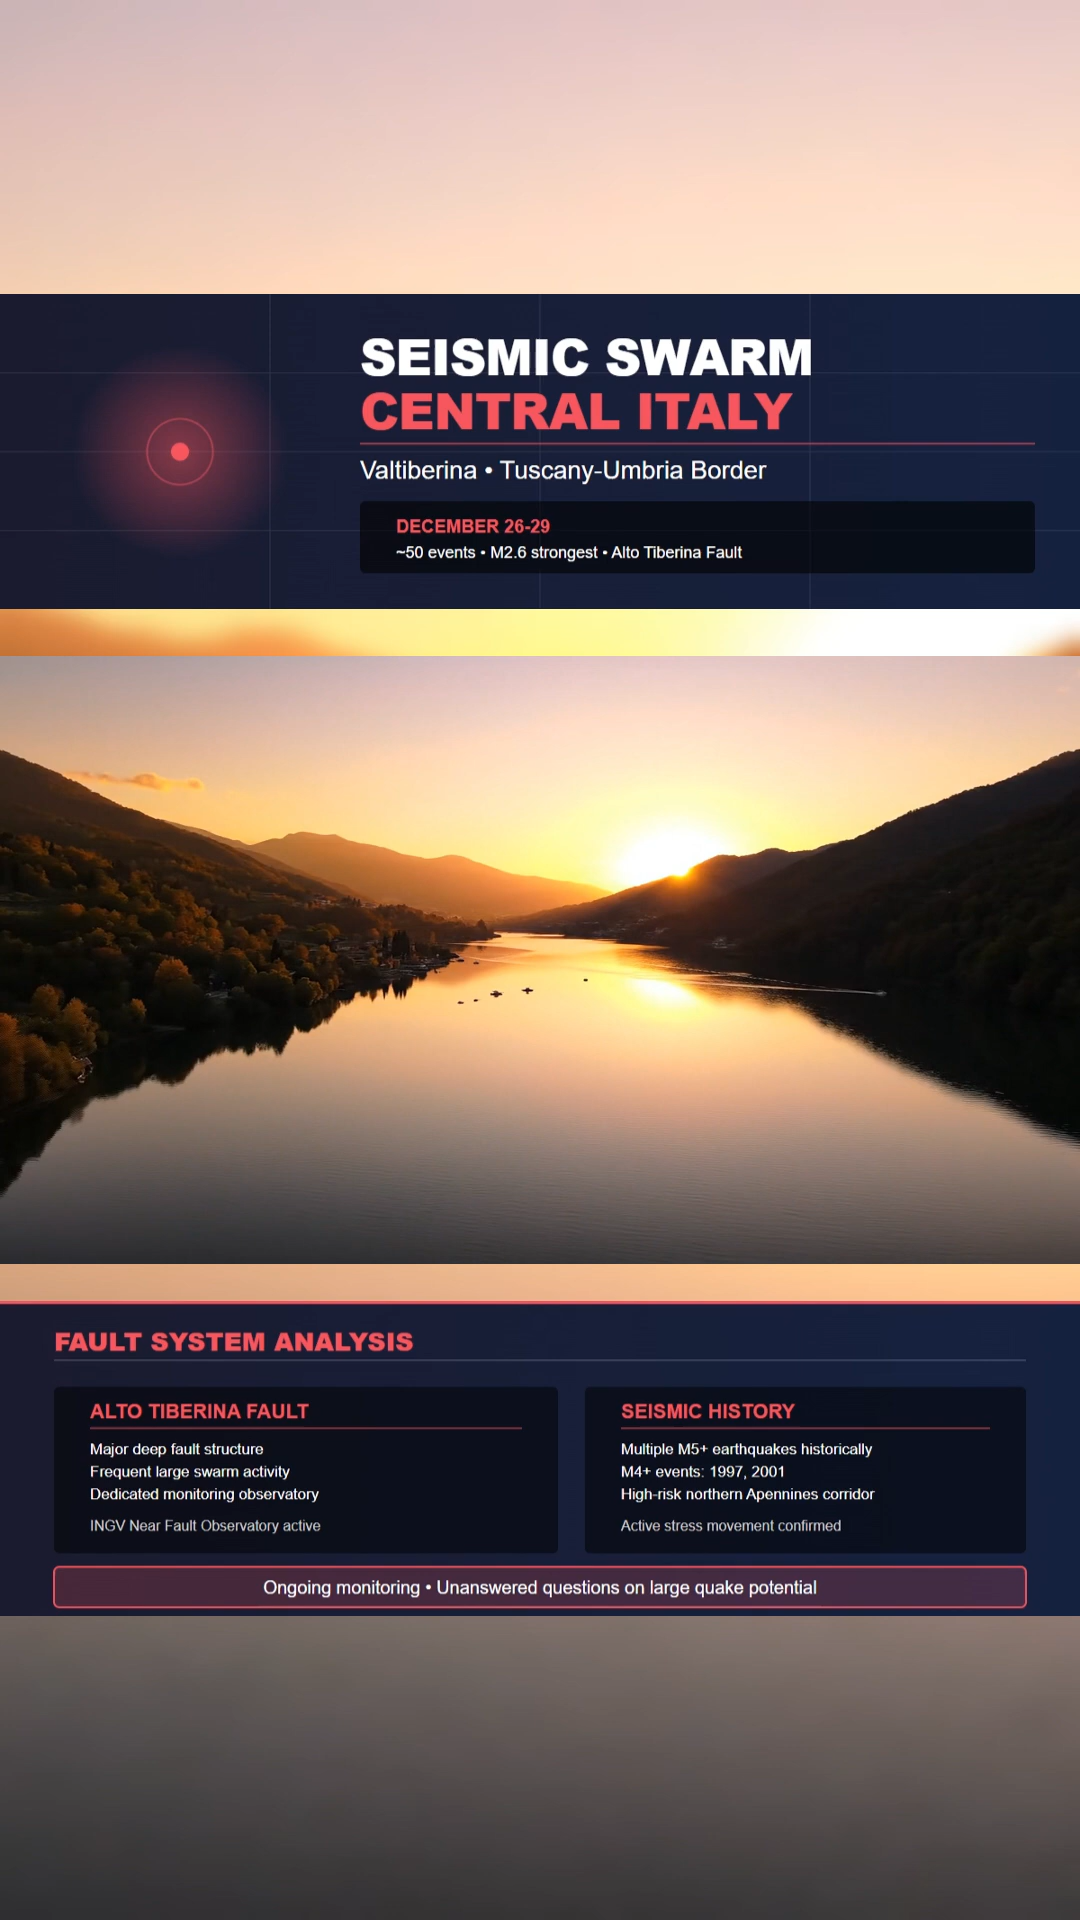 SEISMIC SWARM
CENTRAL ITALY
Valtiberina • Tuscany-Umbria Border
DECEMBER 26-29
~50 events • M2.6 strongest • Alto Tiberina Fault
FAULT SYSTEM ANALYSIS
ALTO TIBERINA FAULT
Major deep fault structure
Frequent large swarm activity
Dedicated monitoring observatory
INGV Near Fault Observatory active
SEISMIC HISTORY
Multiple M5+ earthquakes historically
M4+ events: 1997, 2001
High-risk northern Apennines corridor
Active stress movement confirmed
Ongoing monitoring • Unanswered questions on large quake potential